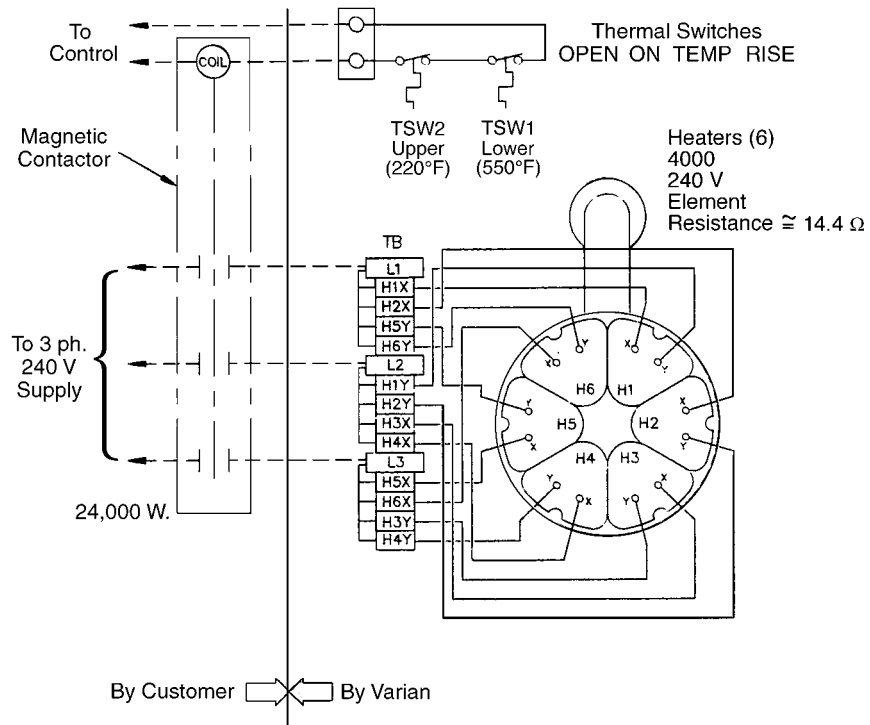 To
Control
COIL
Thermal Switches
OPEN ON TEMP RISE
TSW2
Upper
(220°F)
TSW1
Lower
(550°F)
Magnetic
Contactor
Heaters (6)
4000
240 V
Element
Resistance ≅ 14.4 Ω
TB
L1
H1X
H2X
H5Y
H6Y
L2
H1Y
H2Y
H3X
H4X
L3
H5X
H6X
H3Y
H4Y
To 3 ph.
240 V
Supply
24,000 W.
Y
X
X
Y
H6
H1
Y
X
H5
H2
X
Y
H4
H3
Y
X
Y
X
By Customer
By Varian